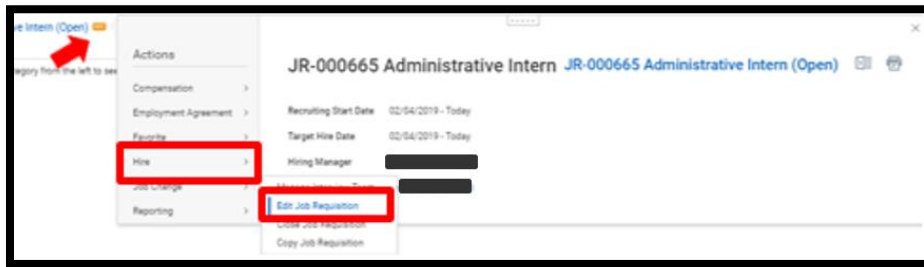 ve Intern (Open)
Actions
JR-000665 Administrative Intern JR-000665 Administrative Intern (Open)
egory from the left to see
Compensation
Employment Agreement
Recruiting Start Date 02/04/2019 - Today
Favorite
Target Hire Date 02/04/2019 - Today
Hire
Hiring Manager
Job Change
Manage Interview Team
Reporting
Edit Job Requisition
Close Job Requisition
Copy Job Requisition